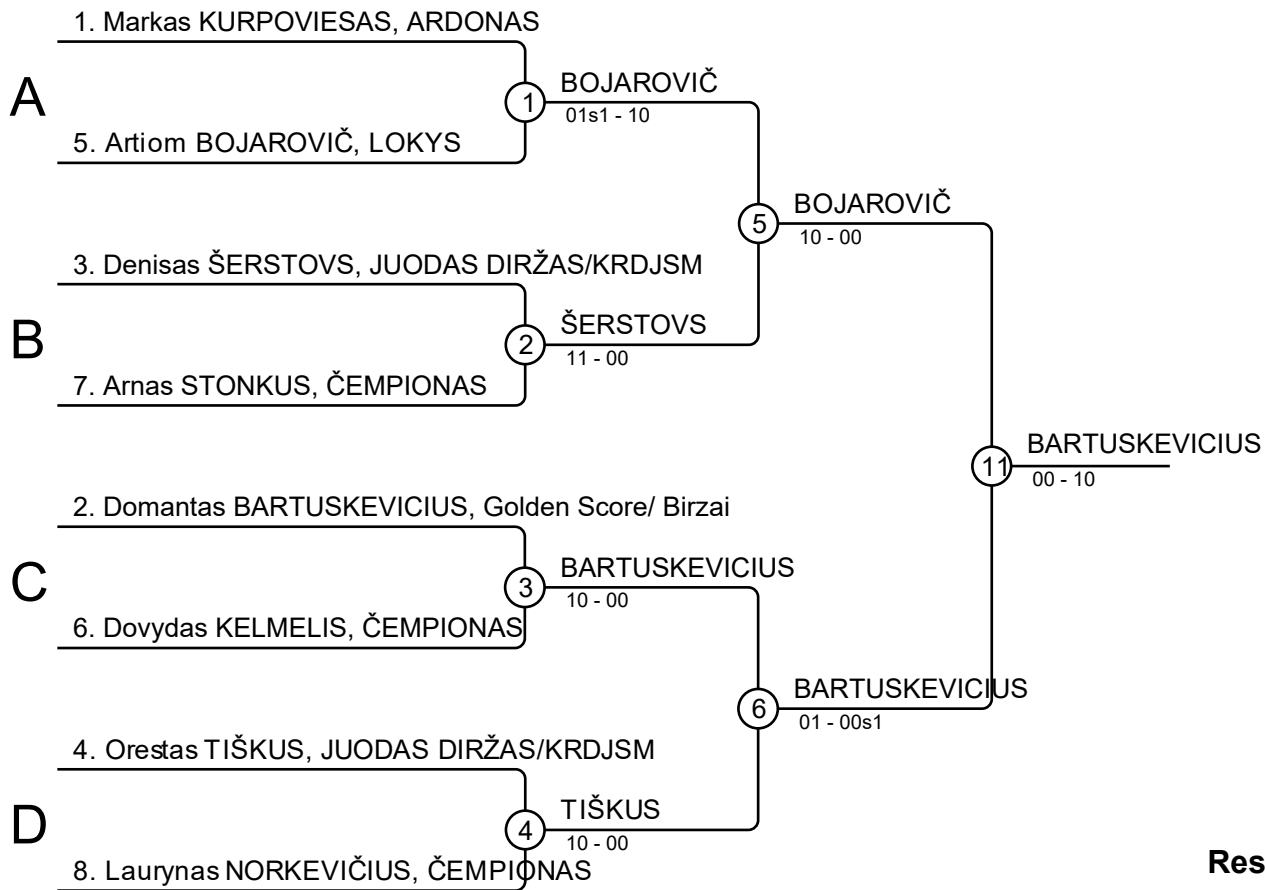 1. Markas KURPOVIESAS, ARDONAS
A
1
BOJAROVIČ
01s1 - 10
5. Artiom BOJAROVIČ, LOKYS
5
BOJAROVIČ
10 - 00
3. Denisas ŠERSTOVS, JUODAS DIRŽAS/KRDJSM
B
2
ŠERSTOVS
11 - 00
7. Arnas STONKUS, ČEMPIONAS
11
BARTUSKEVICIUS
00 - 10
2. Domantas BARTUSKEVICIUS, Golden Score/ Birzai
C
3
BARTUSKEVICIUS
10 - 00
6. Dovydas KELMELIS, ČEMPIONAS
6
BARTUSKEVICIUS
01 - 00s1
4. Orestas TIŠKUS, JUODAS DIRŽAS/KRDJSM
D
4
TIŠKUS
10 - 00
8. Laurynas NORKEVIČIUS, ČEMPIONAS
Res